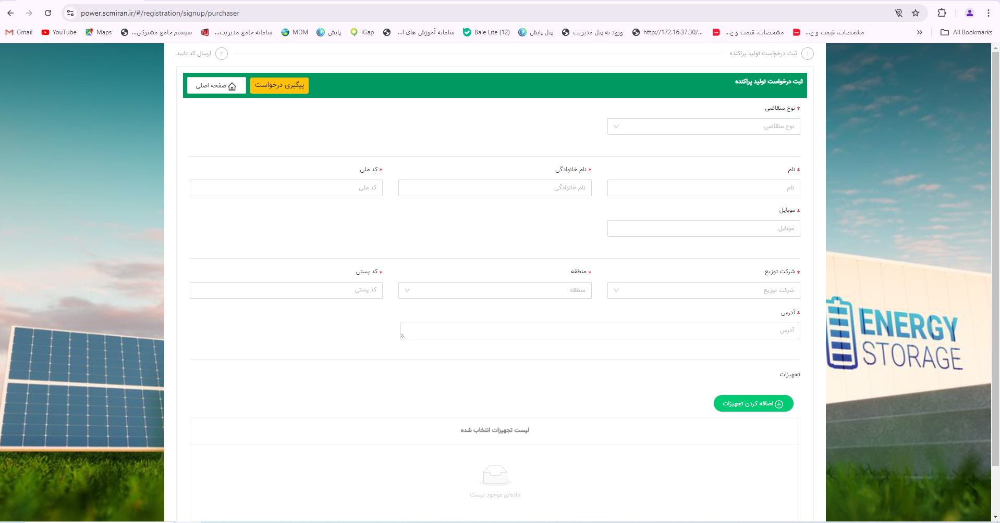 power.scmiran.ir/#/registration/signup/purchaser
Gmail
YouTube
Maps
سیستم جامع مشترکي...
سامانه جامع مدیریت...
MDM
پایش
iGap
سامانه آموزش های ا...
Bale Lite (12)
پنل پایش
ورود به پنل مدیریت
http://172.16.37.30/...
مشخصات، قیمت و خ...
مشخصات، قیمت و خ...
All Bookmarks
۱ ثبت درخواست تولید پراکنده
۲ ارسال کد تایید
ثبت درخواست تولید پراکنده
پیگیری درخواست
صفحه اصلی
* نوع متقاضی
نوع متقاضی
* نام
* نام خانوادگی
* کد ملی
نام
نام خانوادگی
کد ملی
* موبایل
موبایل
* شرکت توزیع
* منطقه
* کد پستی
شرکت توزیع
منطقه
کد پستی
* آدرس
آدرس
ENERGY
STORAGE
تجهیزات
اضافه کردن تجهیزات
لیست تجهیزات انتخاب شده
داده‌ای موجود نیست